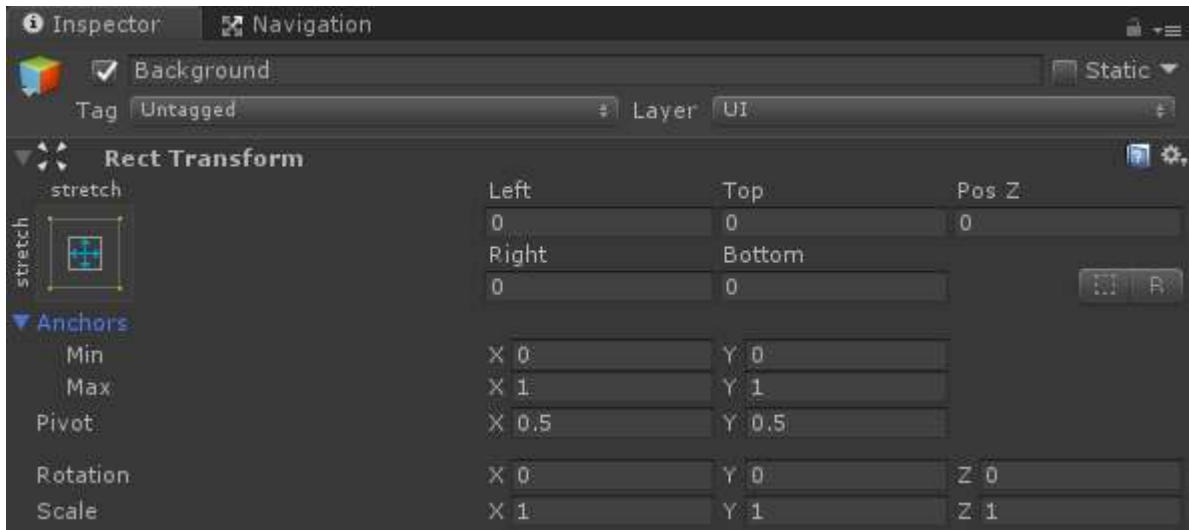 Inspector Navigation
Background Static
Tag Untagged Layer UI
Rect Transform
stretch Left Top Pos Z
stretch 0 0 0
Right Bottom
0 0 R
Anchors
Min X 0 Y 0
Max X 1 Y 1
Pivot X 0.5 Y 0.5
Rotation X 0 Y 0 Z 0
Scale X 1 Y 1 Z 1